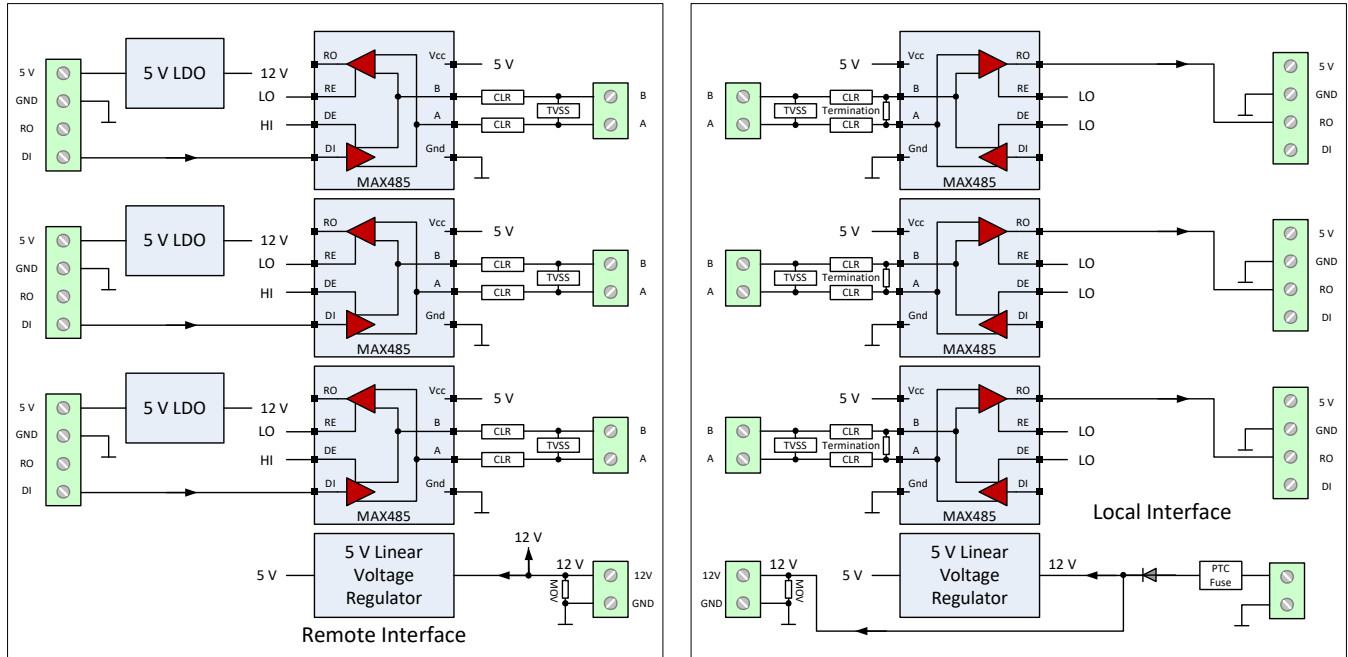 5 V
GND
RO
DI
5 V LDO
12 V
LO
HI
RO
RE
DE
DI
Vcc
B
A
Gnd
MAX485
5 V
CLR
CLR
TVSS
B
A
5 V
GND
RO
DI
5 V LDO
12 V
LO
HI
RO
RE
DE
DI
Vcc
B
A
Gnd
MAX485
5 V
CLR
CLR
TVSS
B
A
5 V
GND
RO
DI
5 V LDO
12 V
LO
HI
RO
RE
DE
DI
Vcc
B
A
Gnd
MAX485
5 V
CLR
CLR
TVSS
B
A
5 V
5 V Linear
Voltage
Regulator
12 V
12 V
MOV
12V
GND
Remote Interface
B
A
TVSS
CLR
Termination
CLR
5 V
Vcc
B
A
Gnd
RO
RE
DE
DI
MAX485
LO
LO
5 V
GND
RO
DI
B
A
TVSS
CLR
Termination
CLR
5 V
Vcc
B
A
Gnd
RO
RE
DE
DI
MAX485
LO
LO
5 V
GND
RO
DI
B
A
TVSS
CLR
Termination
CLR
5 V
Vcc
B
A
Gnd
RO
RE
DE
DI
MAX485
LO
LO
5 V
GND
RO
DI
Local Interface
12V
GND
12 V
MOV
5 V
5 V Linear
Voltage
Regulator
12 V
PTC
Fuse